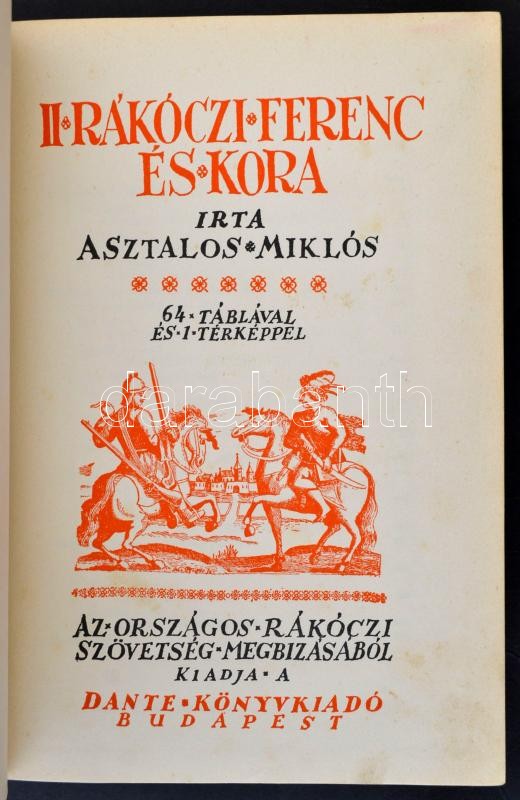 II RÁKÓCZI FERENC
ÉS KORA
IRTA
ASZTALOS MIKLÓS
64 TÁBLÁVAL
ÉS 1 TÉRKÉPPEL
darabanth
AZ ORSZÁGOS RÁKÓCZI
SZÖVETSÉG MEGBIZÁSÁBÓL
KIADJA A
DANTE KÖNYVKIADÓ
BUDAPEST